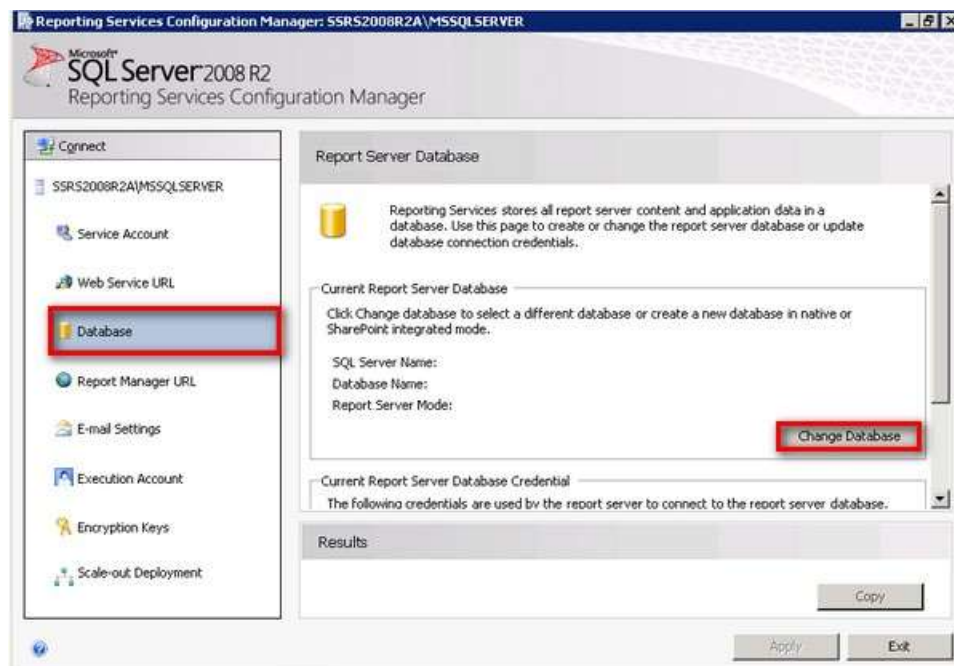 Reporting Services Configuration Manager: SSRS2008R2A\MSSQLSERVER
Microsoft
SQL Server 2008 R2
Reporting Services Configuration Manager
Connect
SSRS2008R2A\MSSQLSERVER
Service Account
Web Service URL
Database
Report Manager URL
E-mail Settings
Execution Account
Encryption Keys
Scale-out Deployment
Report Server Database
Reporting Services stores all report server content and application data in a
database. Use this page to create or change the report server database or update
database connection credentials.
Current Report Server Database
Click Change database to select a different database or create a new database in native or
SharePoint integrated mode.
SQL Server Name:
Database Name:
Report Server Mode:
Change Database
Current Report Server Database Credential
The following credentials are used by the report server to connect to the report server database.
Results
Copy
Apply
Exit